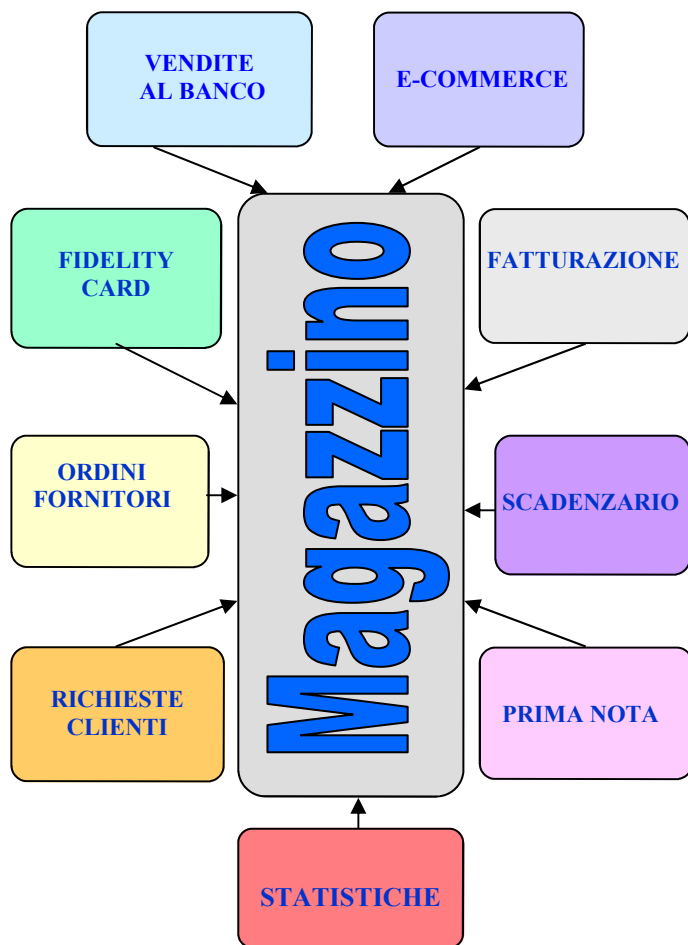 VENDITE
AL BANCO
E-COMMERCE
FIDELITY
CARD
FATTURAZIONE
Magazzino
ORDINI
FORNITORI
SCADENZARIO
RICHIESTE
CLIENTI
PRIMA NOTA
STATISTICHE